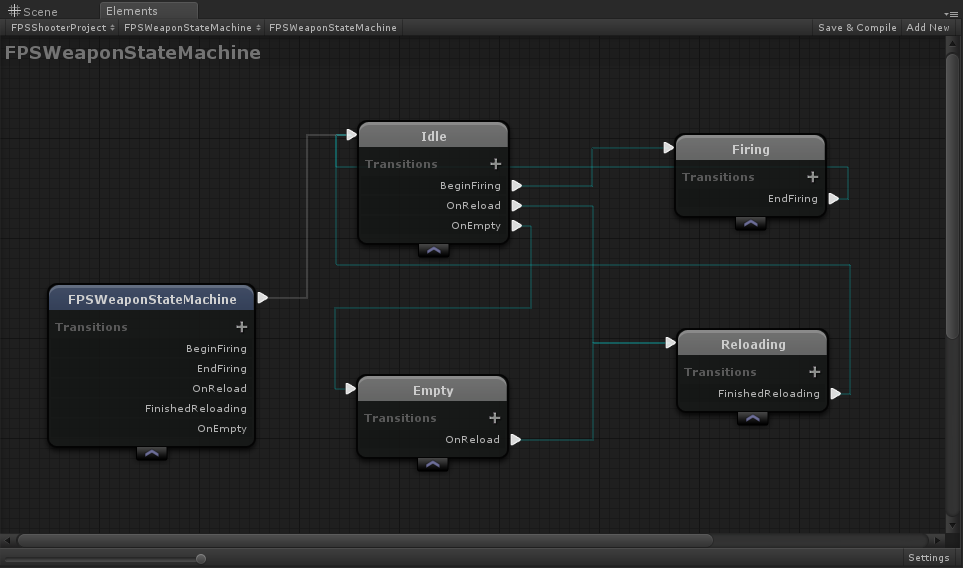 Scene
Elements
FPSShooterProject FPSWeaponStateMachine FPSWeaponStateMachine Save & Compile Add New
FPSWeaponStateMachine
Idle
Transitions +
BeginFiring
OnReload
OnEmpty
Firing
Transitions +
EndFiring
FPSWeaponStateMachine
Transitions +
BeginFiring
EndFiring
OnReload
FinishedReloading
OnEmpty
Empty
Transitions +
OnReload
Reloading
Transitions +
FinishedReloading
Settings